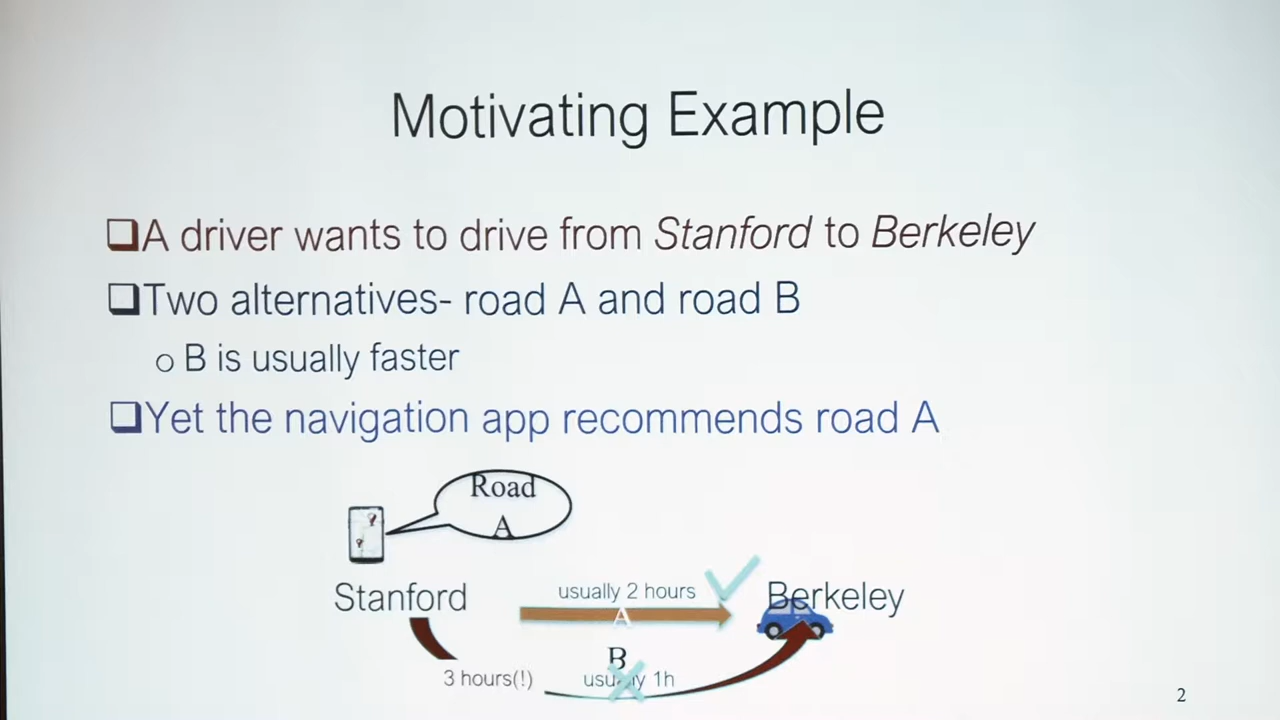 Motivating Example
A driver wants to drive from Stanford to Berkeley
Two alternatives- road A and road B
B is usually faster
Yet the navigation app recommends road A
Road
A
Stanford
usually 2 hours
Berkeley
A
B
3 hours(!)
usually 1h
2